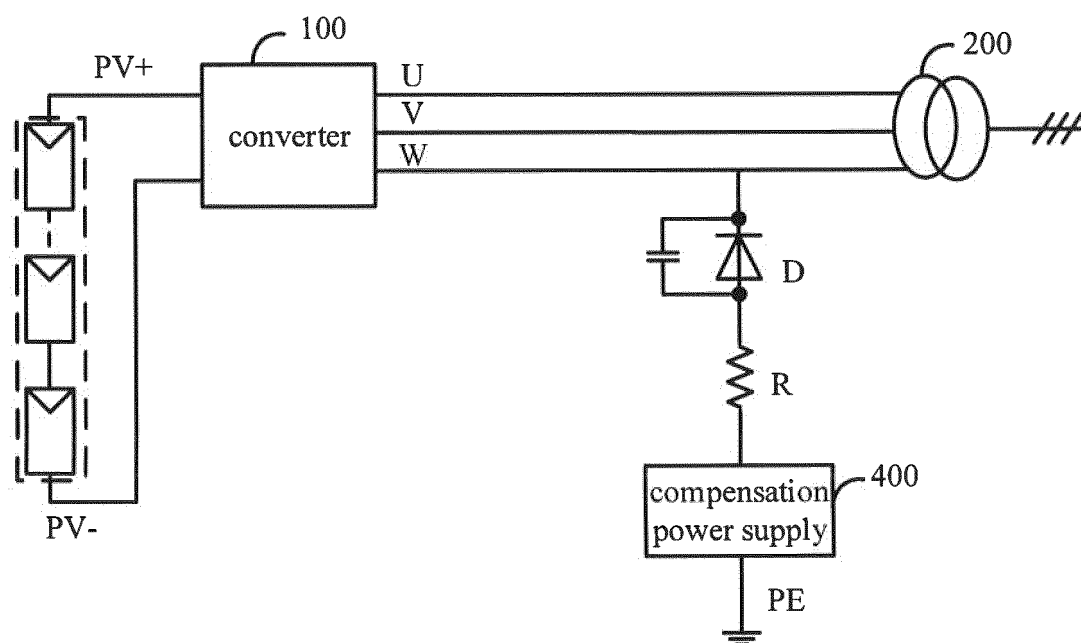 100
200
PV+
U
V
converter
W
D
R
400
compensation
power supply
PV-
PE